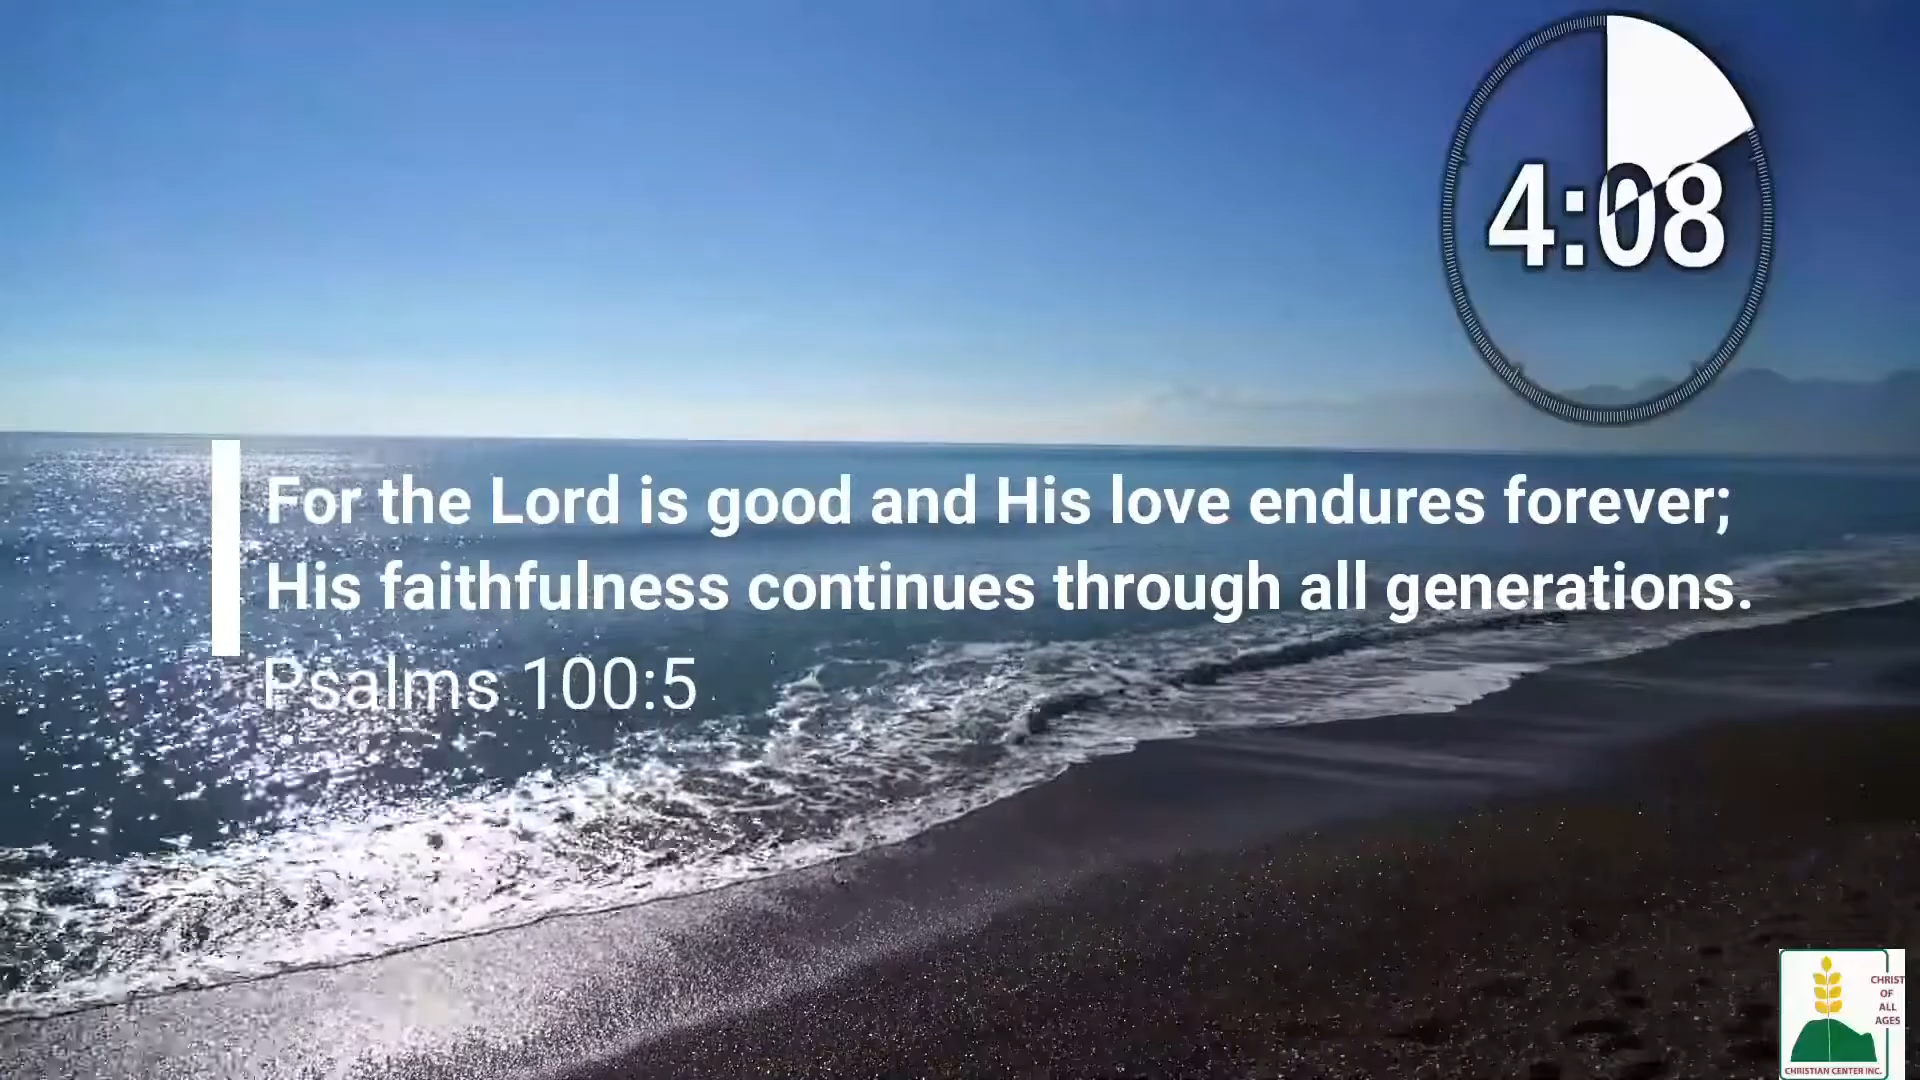 4:08
For the Lord is good and His love endures forever;
His faithfulness continues through all generations.
Psalms 100:5
CHRIST
OF
ALL
AGES
CHRISTIAN CENTER INC.